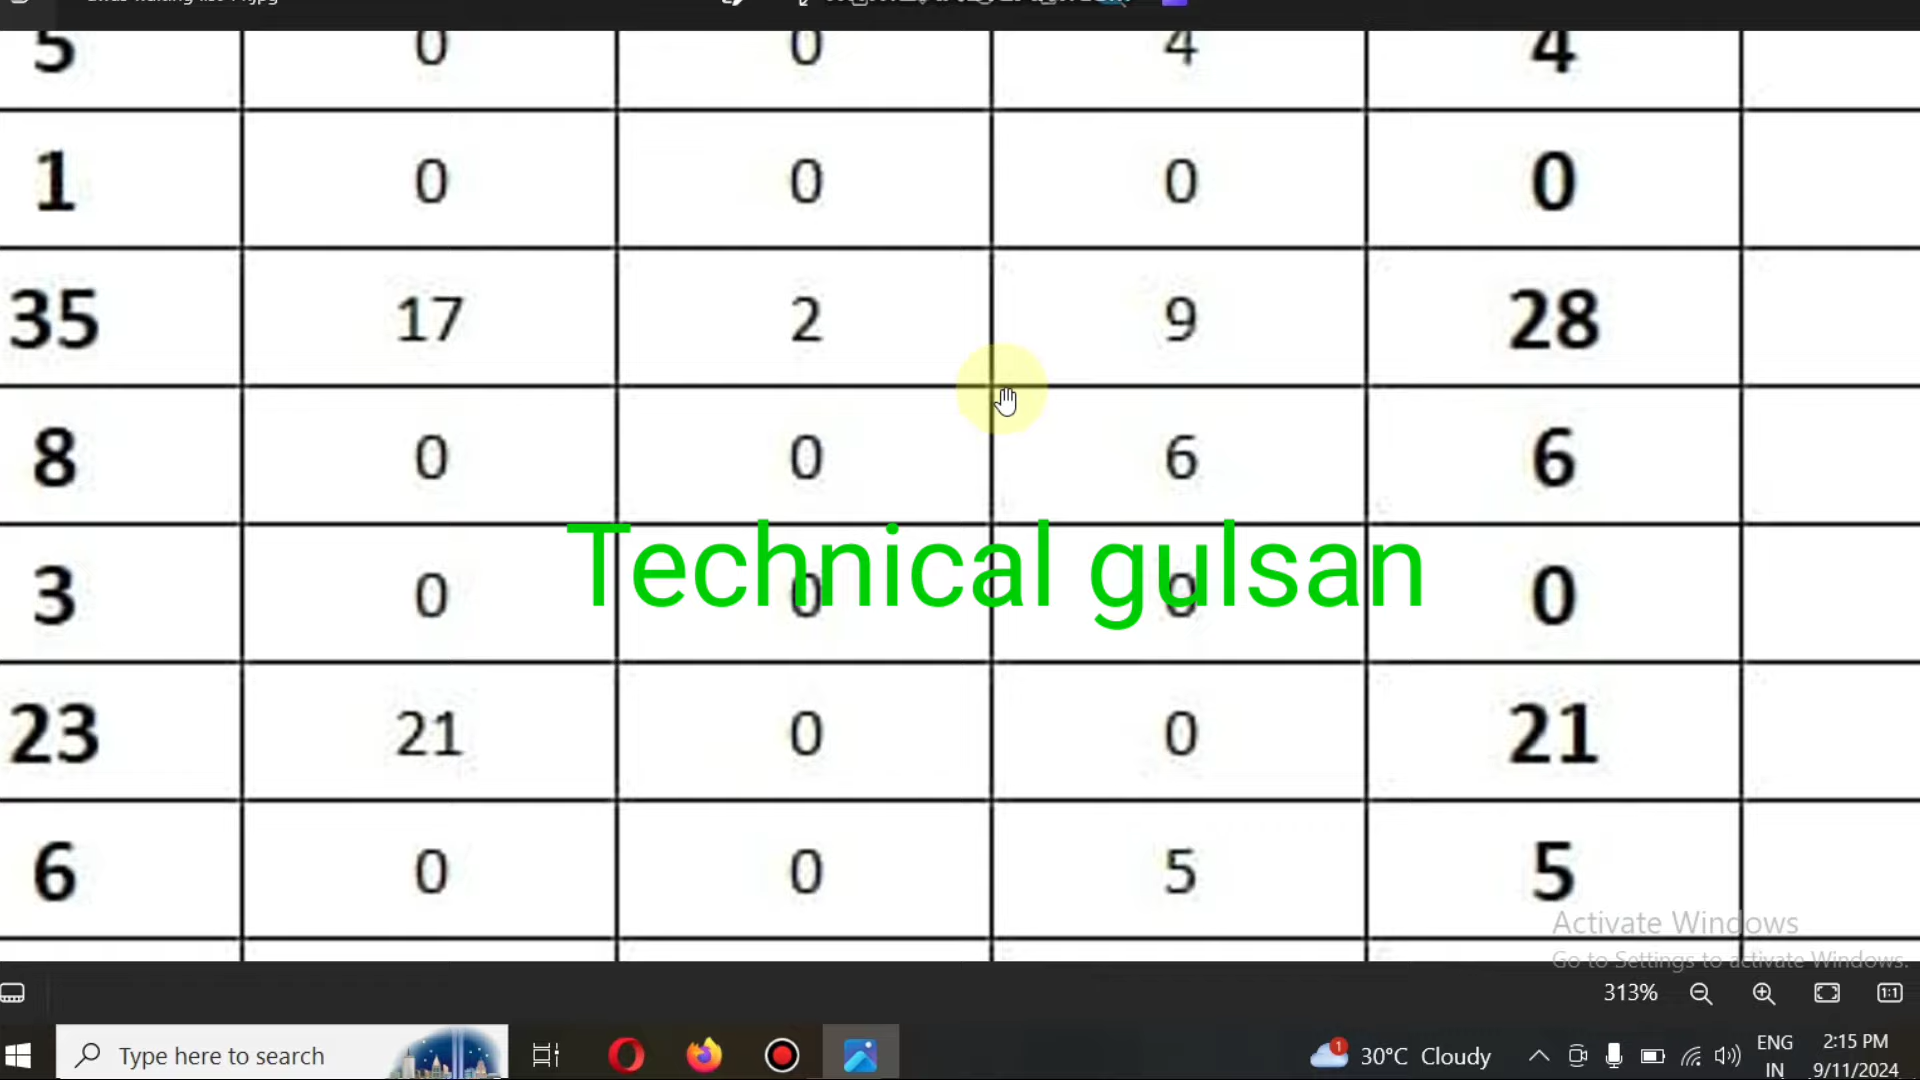 5 0 0 4 4
1 0 0 0 0
35 17 2 9 28
8 0 0 6 6
Technical gulsan
3 0 0 0 0
23 21 0 0 21
6 0 0 5 5
Activate Windows
Go to Settings to activate Windows.
313%
1:1
Type here to search
1
30°C Cloudy
ENG
IN
2:15 PM
9/11/2024